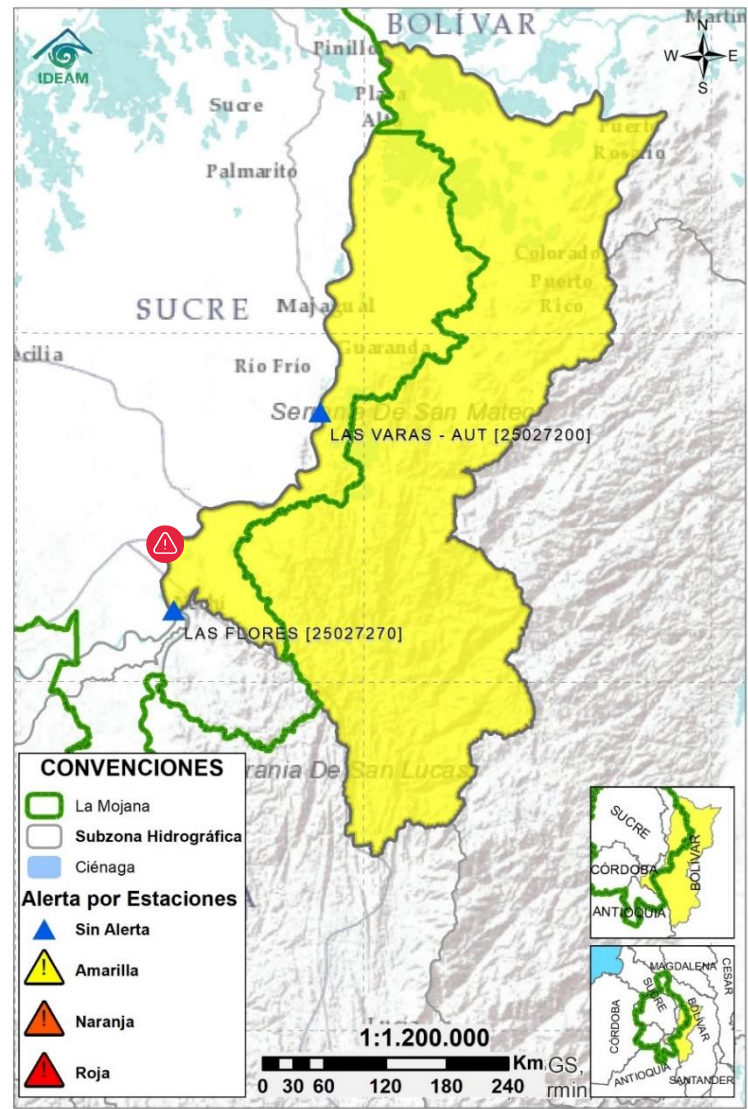 BOLÍVAR
IDEAM
N
W E
S
Pinillo
Sucre
Palmarito
Puerto
Rosario
Colorado
Puerto
Rico
SUCRE
Majagual
Guaranda
ecilia
Río Frío
Serranía De San Mateo
LAS VARAS - AUT [25027200]
LAS FLORES [25027270]
rania De San Lucas
CONVENCIONES
La Mojana
Subzona Hidrográfica
Ciénaga
Alerta por Estaciones
Sin Alerta
Amarilla
Naranja
Roja
1:1.200.000
Km
0 30 60 120 180 240
GS,
rmin
SUCRE
CÓRDOBA
BOLÍVAR
ANTIOQUIA
MAGDALENA
CESAR
SUCRE
BOLÍVAR
CÓRDOBA
ANTIOQUIA
SANTANDER